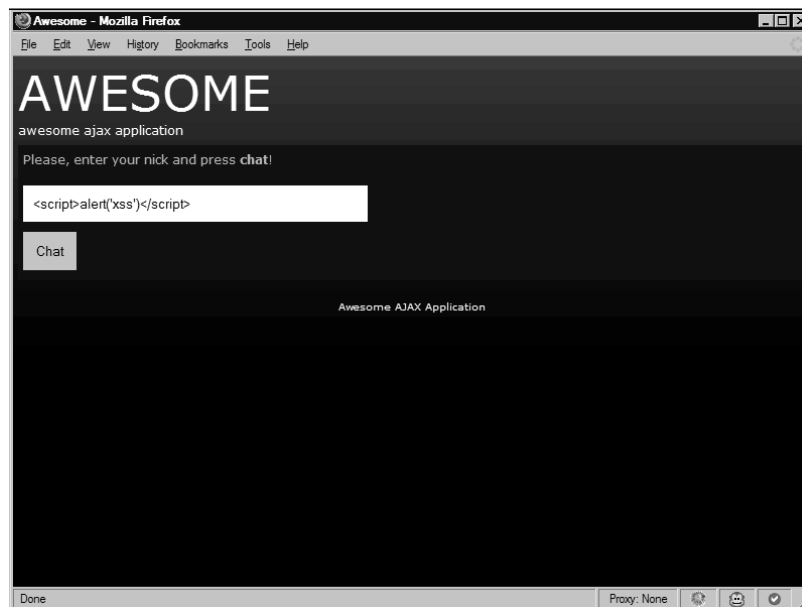 Awesome - Mozilla Firefox
File Edit View History Bookmarks Tools Help
AWESOME
awesome ajax application
Please, enter your nick and press chat!
<script>alert('xss')</script>
Chat
Awesome AJAX Application
Done Proxy: None